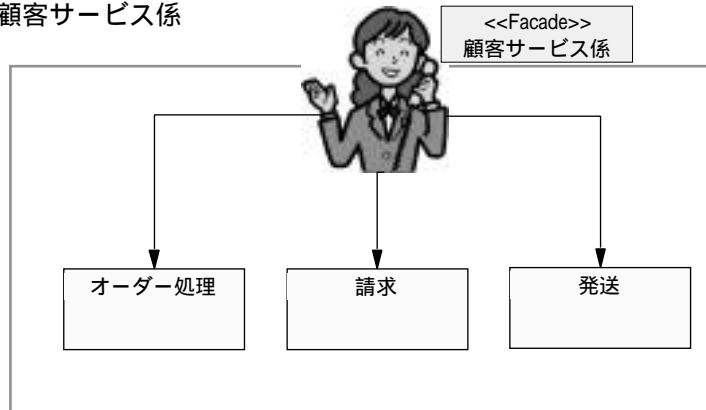 顧客サービス係
<<Facade>>
顧客サービス係
オーダー処理
請求
発送